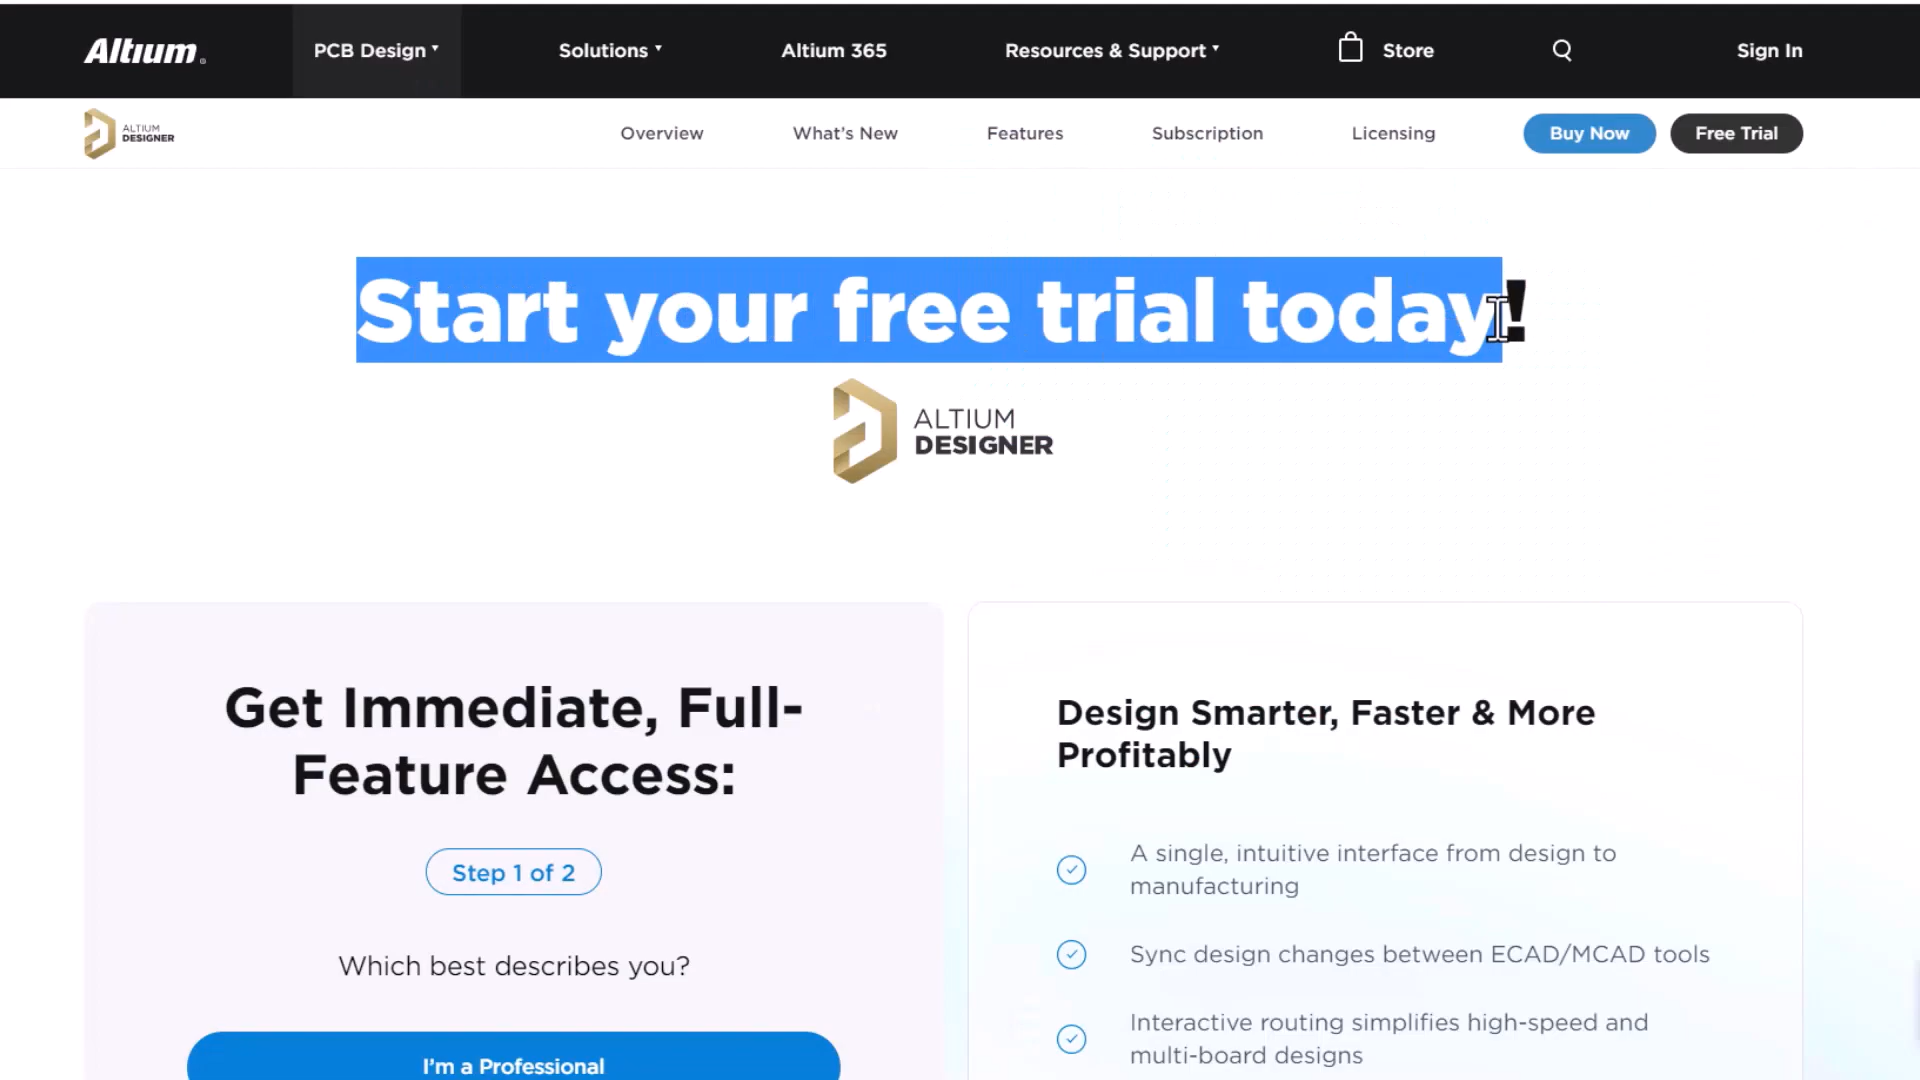 Altium
PCB Design
Solutions
Altium 365
Resources & Support
Store
Sign In
ALTIUM
DESIGNER
Overview
What's New
Features
Subscription
Licensing
Buy Now
Free Trial
Start your free trial today!
ALTIUM
DESIGNER
Get Immediate, Full-
Feature Access:
Step 1 of 2
Which best describes you?
I'm a Professional
Design Smarter, Faster & More
Profitably
A single, intuitive interface from design to
manufacturing
Sync design changes between ECAD/MCAD tools
Interactive routing simplifies high-speed and
multi-board designs